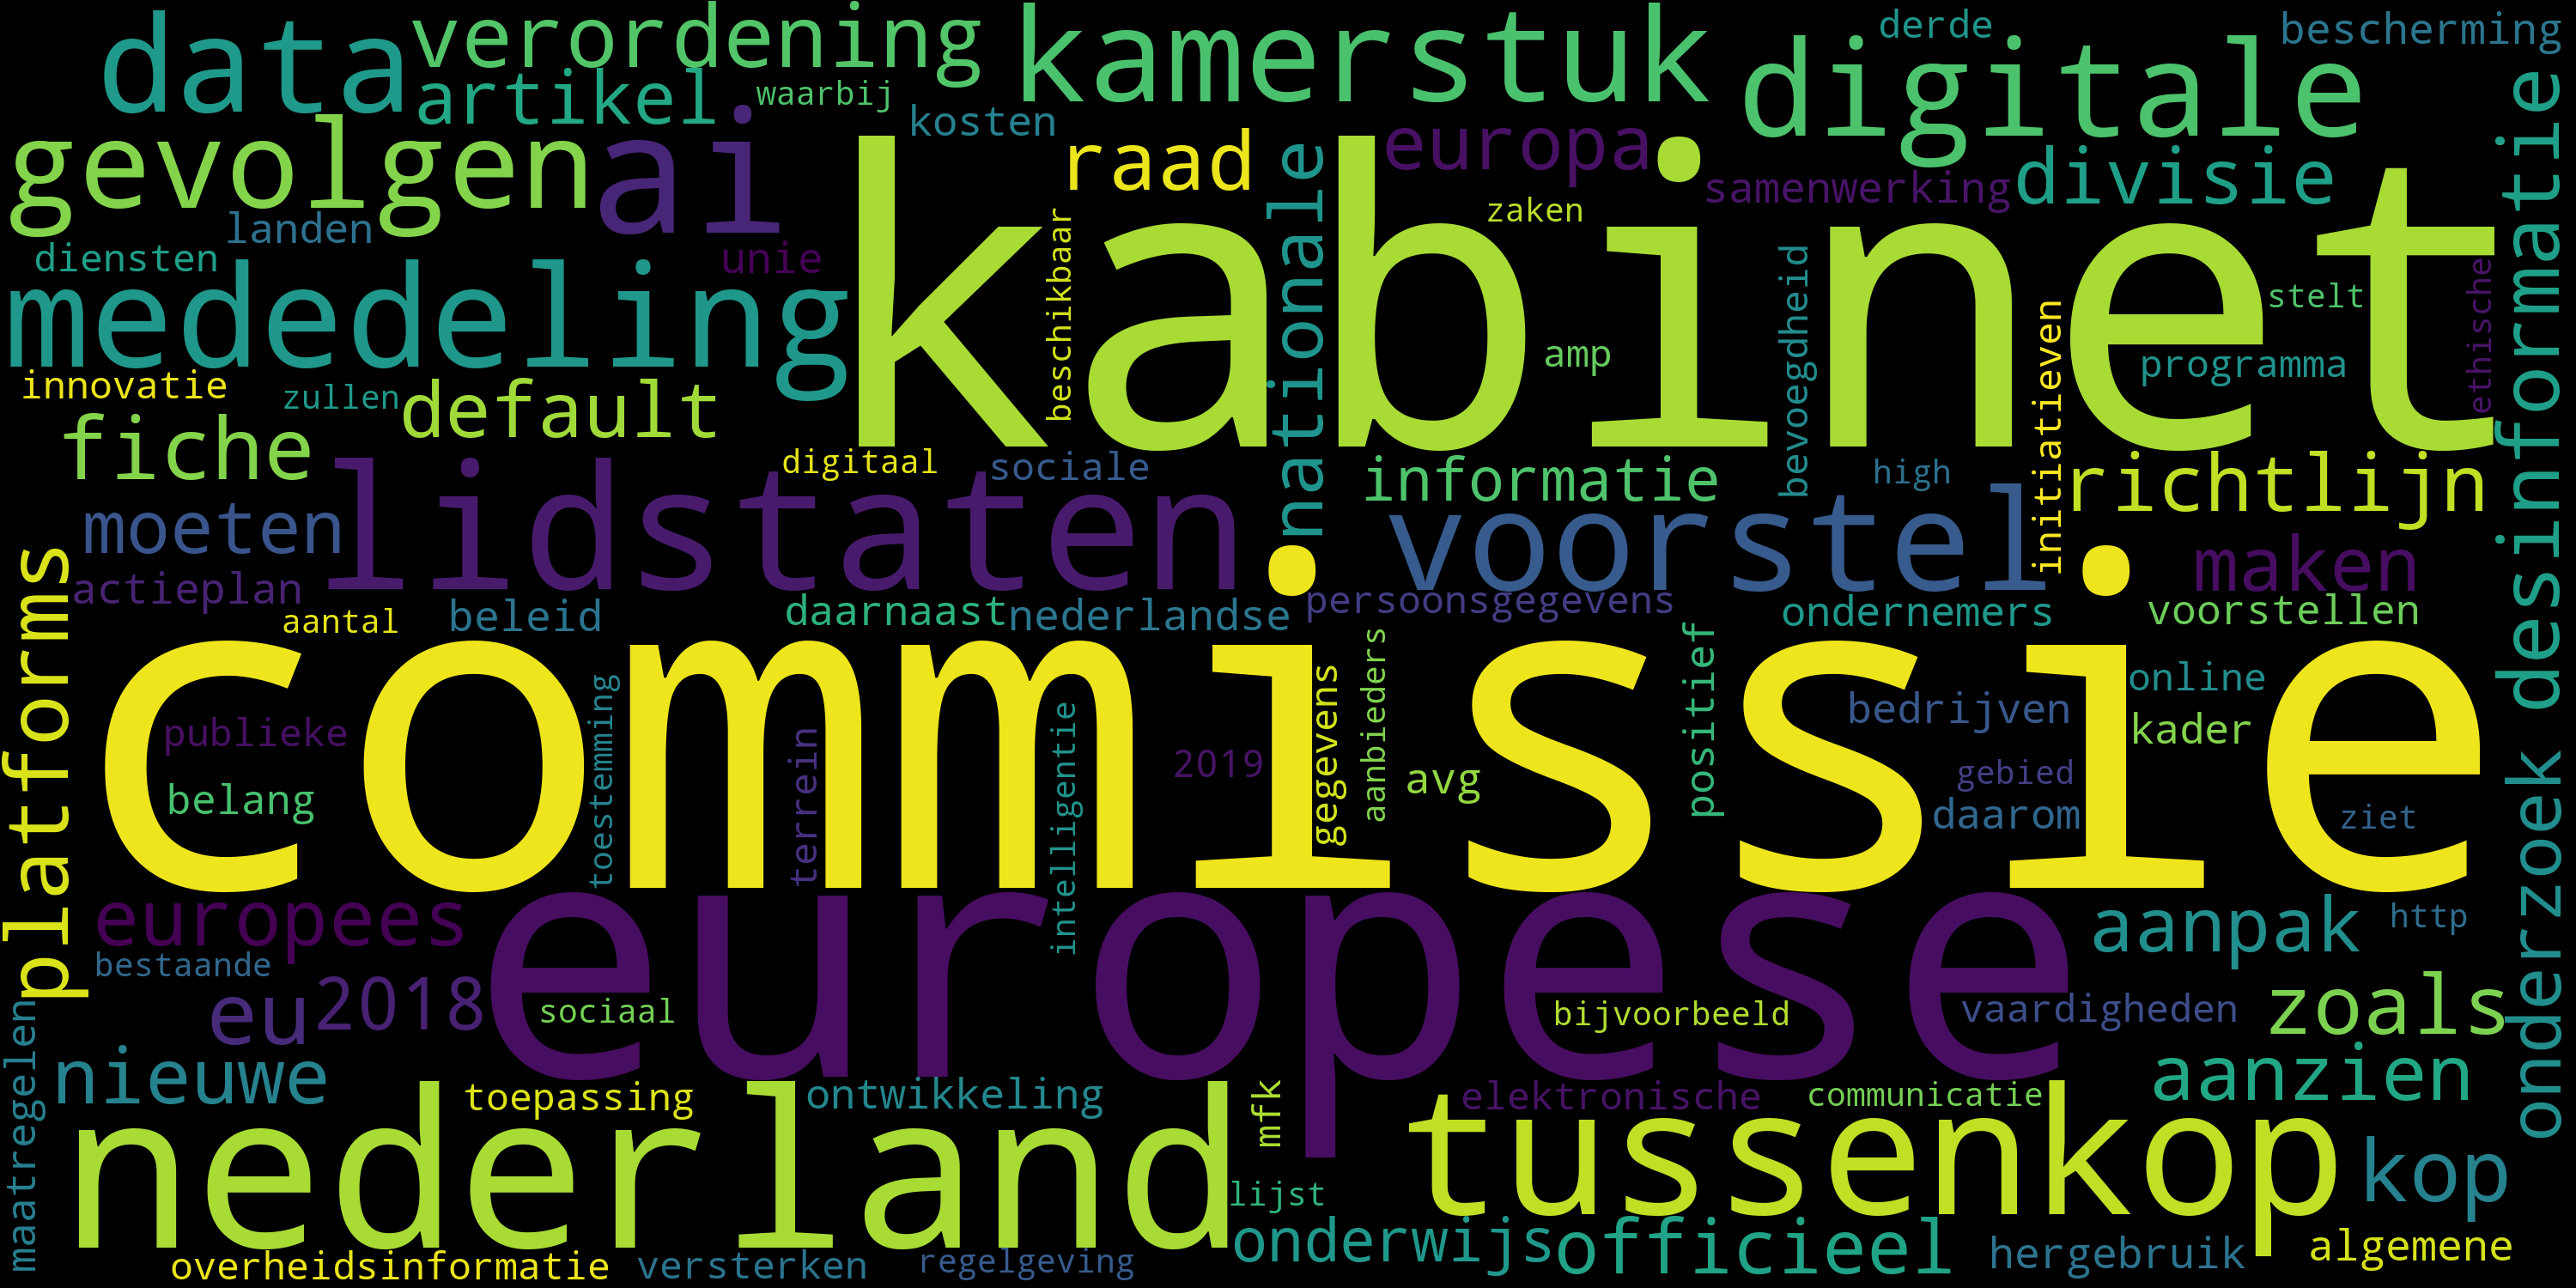 data
verordening
kamerstuk
derde
bescherming
artikel
waarbij
digitale
kosten
gevolgen
ai
raad
europa
samenwerking
divisie
desinformatie
landen
nationale
zaken
diensten
unie
kabinet
beschikbaar
bevoegdheid
stelt
ethische
mededeling
amp
programma
innovatie
zullen
default
initiatieven
fiche
digitaal
sociale
informatie
high
richtlijn
moeten
lidstaten
voorstel
maken
platforms
actieplan
aantal
beleid
daarnaast
nederlandse
persoonsgegevens
ondernemers
voorstellen
commissie
toestemming
gegevens
aanbieders
positief
online
publieke
terrein
intelligentie
bedrijven
kader
belang
2019
avg
gebied
daarom
ziet
onderzoek
europees
europese
aanpak
http
bestaande
eu
2018
sociaal
bijvoorbeeld
vaardigheden
zoals
maatregelen
nieuwe
toepassing
ontwikkeling
mfk
elektronische
communicatie
aanzien
nederland
tussenkop
kop
lijst
onderwijs
officieel
hergebruik
algemene
overheidsinformatie
versterken
regelgeving